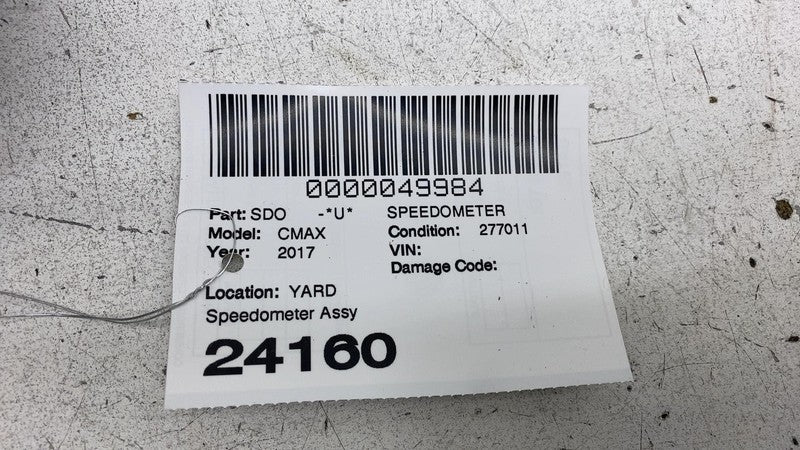 0000049984
Part: SDO -*U* SPEEDOMETER
Model: CMAX Condition: 277011
Year: 2017 VIN:
Damage Code:
Location: YARD
Speedometer Assy
24160